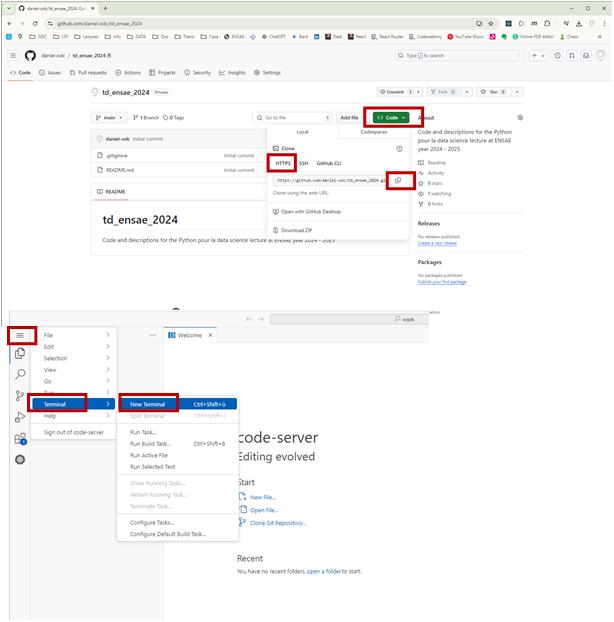 daniel-odc/td_ensae_2024: Co
github.com/daniel-odc/td_ensae_2024
ODC
LSF
Leisures
Info
DATA
Doc
Transi
Casa
ENSAE
ChatGPT
Bard
Flask
React
React Router
Codecademy
YouTube Music
Online PDF editor
Chess
daniel-odc / td_ensae_2024
Type / to search
Code
Issues
Pull requests
Actions
Projects
Security
Insights
Settings
td_ensae_2024
Private
Unwatch 1
Fork 0
Star 0
main
1 Branch
0 Tags
Go to file
Add file
Code
daniel-odc Initial commit
.gitignore
Initial commit
README.md
Initial commit
README
td_ensae_2024
Code and descriptions for the Python pour la data science lecture at ENSAE year 2024 - 2025
Local
Codespaces
Clone
HTTPS
SSH
GitHub CLI
https://github.com/daniel-odc/td_ensae_2024.gi
Clone using the web URL.
Open with GitHub Desktop
Download ZIP
About
Code and descriptions for the Python
pour la data science lecture at ENSAE
year 2024 - 2025
Readme
Activity
0 stars
1 watching
0 forks
Releases
No releases published
Create a new release
Packages
No packages published
Publish your first package
work
File
Edit
Selection
View
Go
Terminal
Help
Sign out of code-server
Welcome
New Terminal Ctrl+Shift+ù
Split Terminal
Run Task...
Run Build Task... Ctrl+Shift+B
Run Active File
Run Selected Text
Show Running Tasks...
Restart Running Task...
Terminate Task...
Configure Tasks...
Configure Default Build Task...
code-server
Editing evolved
Start
New File...
Open File...
Clone Git Repository...
Recent
You have no recent folders, open a folder to start.